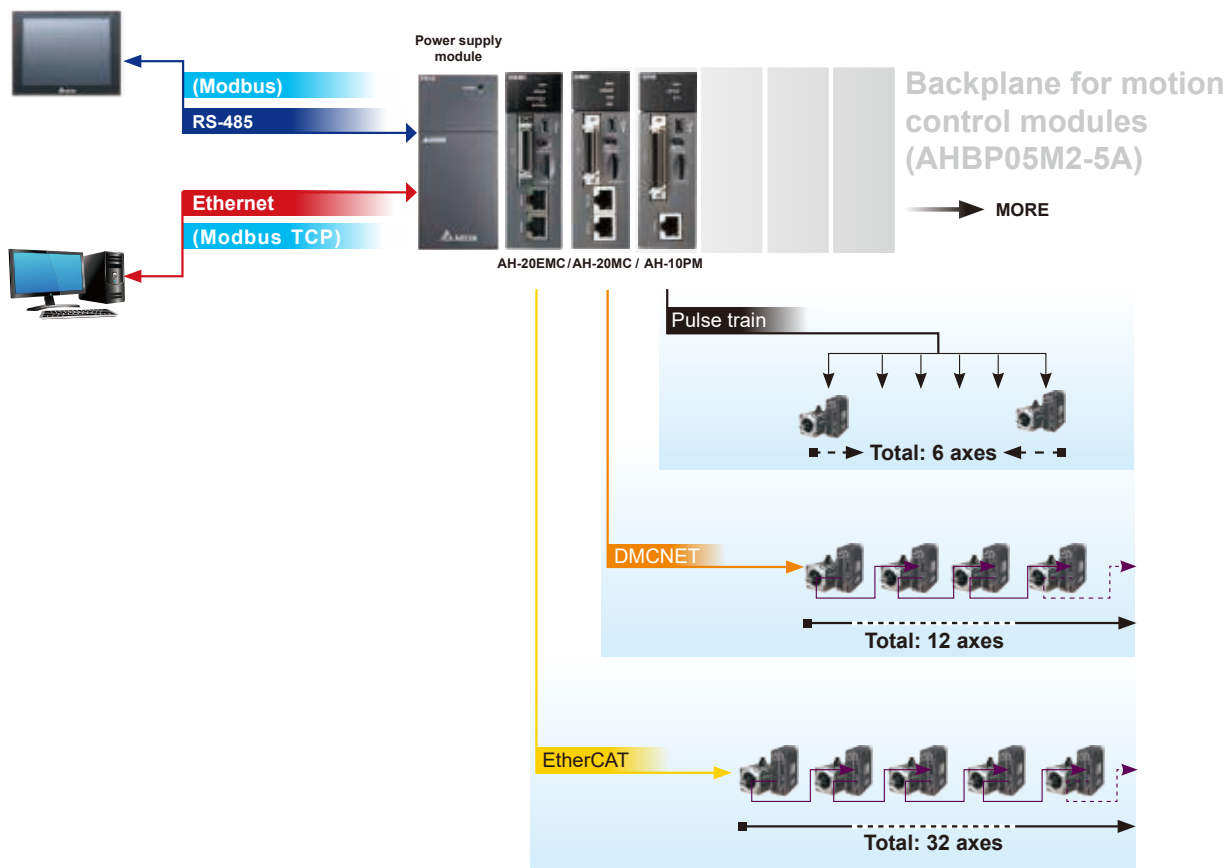 Power supply
module
(Modbus)
RS-485
Ethernet
(Modbus TCP)
Backplane for motion
control modules
(AHBP05M2-5A)
MORE
AH-20EMC / AH-20MC / AH-10PM
Pulse train
Total: 6 axes
DMCNET
Total: 12 axes
EtherCAT
Total: 32 axes